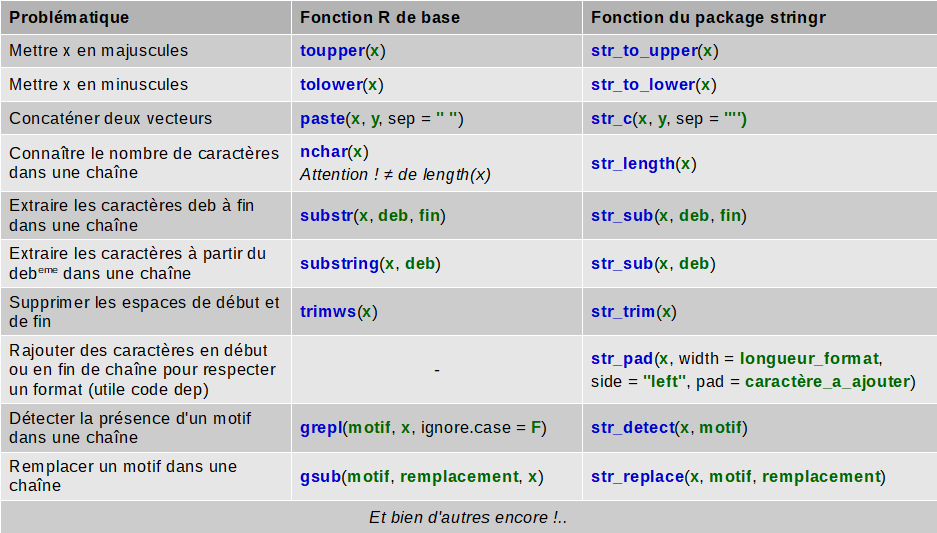 Problématique
Fonction R de base
Fonction du package stringr
Mettre x en majuscules
toupper(x)
str_to_upper(x)
Mettre x en minuscules
tolower(x)
str_to_lower(x)
Concaténer deux vecteurs
paste(x, y, sep = " ")
str_c(x, y, sep = "")
Connaître le nombre de caractères
dans une chaîne
nchar(x)
Attention ! ≠ de length(x)
str_length(x)
Extraire les caractères deb à fin
dans une chaîne
substr(x, deb, fin)
str_sub(x, deb, fin)
Extraire les caractères à partir du
debeme dans une chaîne
substring(x, deb)
str_sub(x, deb)
Supprimer les espaces de début et
de fin
trimws(x)
str_trim(x)
Rajouter des caractères en début
ou en fin de chaîne pour respecter
un format (utile code dep)
-
str_pad(x, width = longueur_format,
side = "left", pad = caractère_a_ajouter)
Détecter la présence d'un motif
dans une chaîne
grepl(motif, x, ignore.case = F)
str_detect(x, motif)
Remplacer un motif dans une
chaîne
gsub(motif, remplacement, x)
str_replace(x, motif, remplacement)
Et bien d'autres encore !..